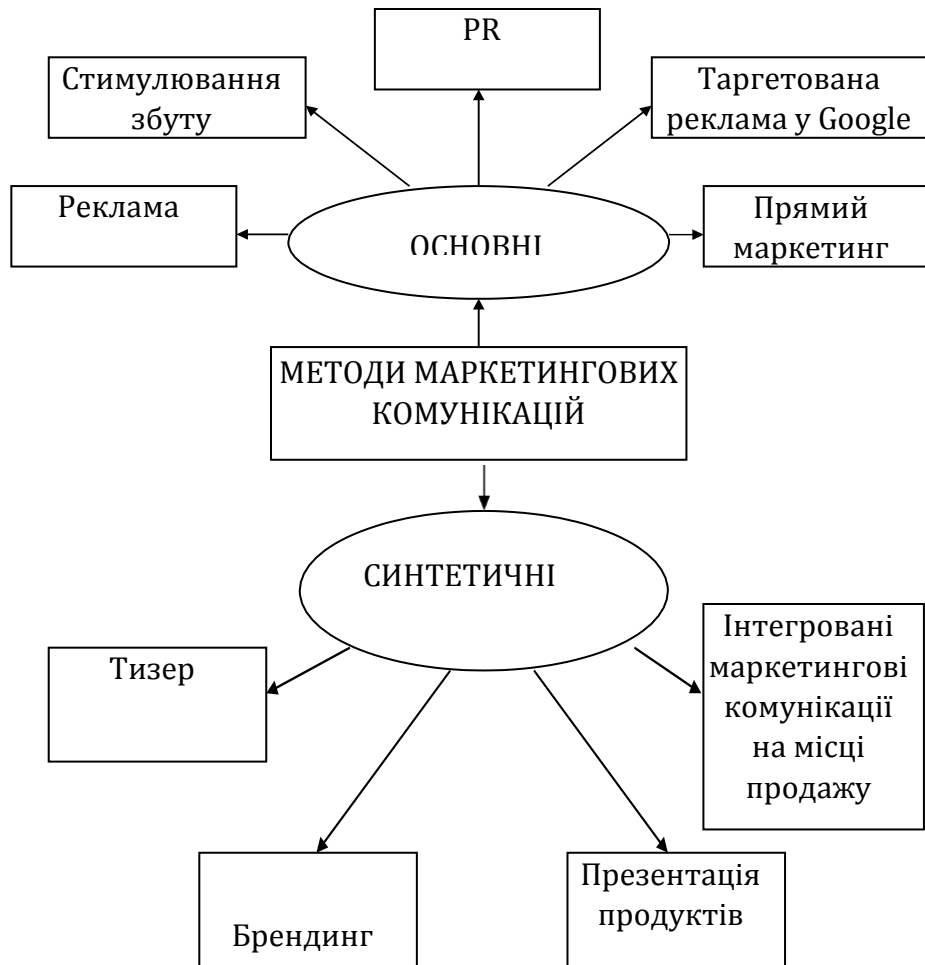 PR
Стимулювання
збуту
Таргетована
реклама у Google
Реклама
Прямий
маркетинг
ОСНОВНІ
МЕТОДИ МАРКЕТИНГОВИХ
КОМУНІКАЦІЙ
СИНТЕТИЧНІ
Тизер
Інтегровані
маркетингові
комунікації
на місці
продажу
Брендинг
Презентація
продуктів